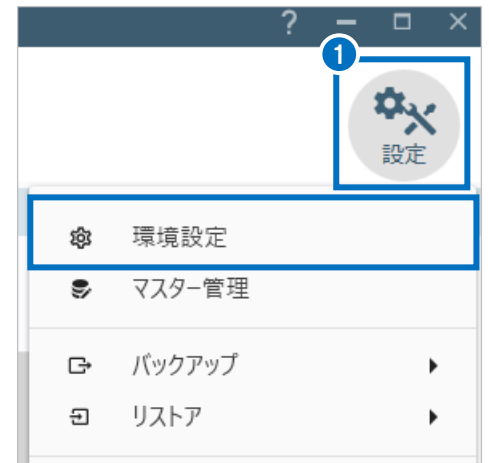 ?
1
設定
環境設定
マスター管理
バックアップ
リストア